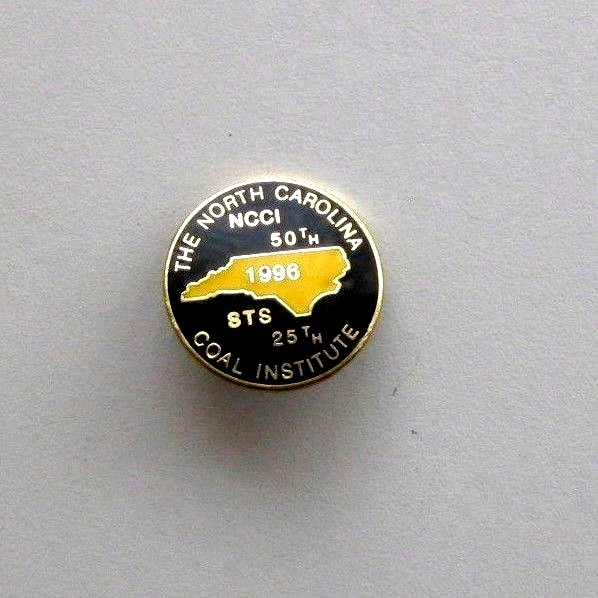 THE NORTH CAROLINA
NCCI
50TH
1996
STS
25TH
COAL INSTITUTE